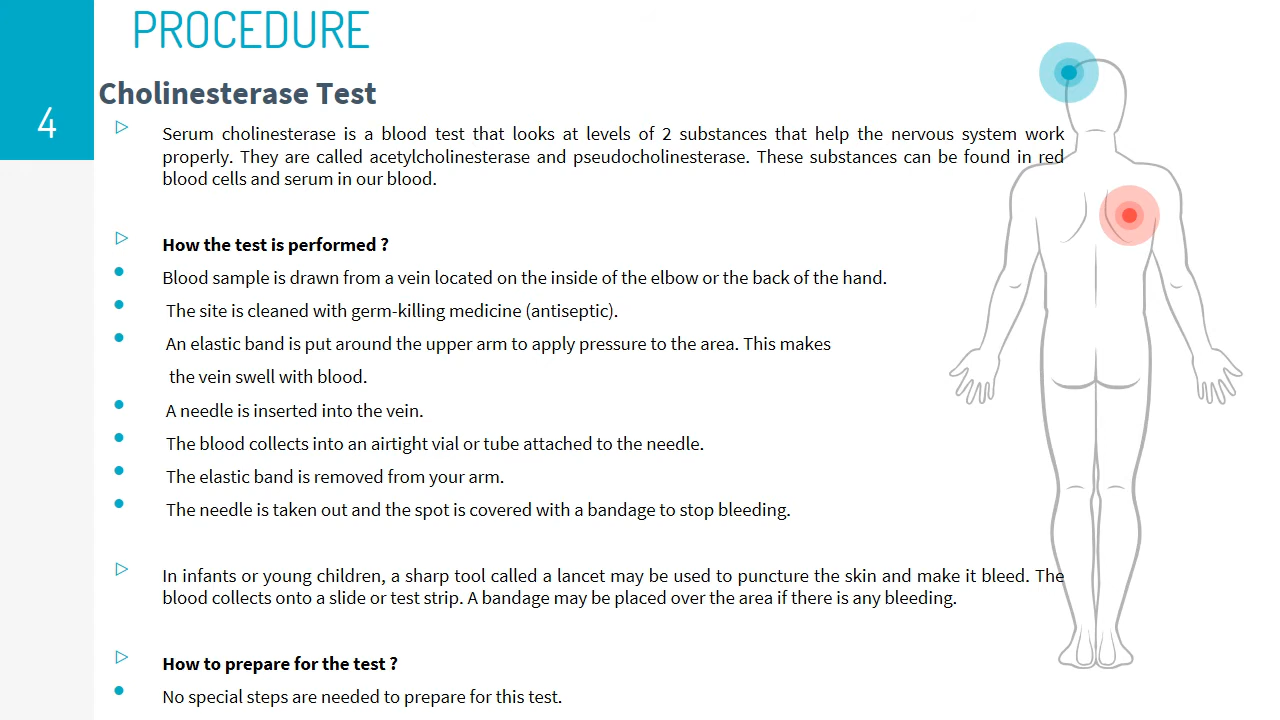 PROCEDURE
4
Cholinesterase Test
Serum cholinesterase is a blood test that looks at levels of 2 substances that help the nervous system work
properly. They are called acetylcholinesterase and pseudocholinesterase. These substances can be found in red
blood cells and serum in our blood.
How the test is performed ?
Blood sample is drawn from a vein located on the inside of the elbow or the back of the hand.
The site is cleaned with germ-killing medicine (antiseptic).
An elastic band is put around the upper arm to apply pressure to the area. This makes
the vein swell with blood.
A needle is inserted into the vein.
The blood collects into an airtight vial or tube attached to the needle.
The elastic band is removed from your arm.
The needle is taken out and the spot is covered with a bandage to stop bleeding.
In infants or young children, a sharp tool called a lancet may be used to puncture the skin and make it bleed. The
blood collects onto a slide or test strip. A bandage may be placed over the area if there is any bleeding.
How to prepare for the test ?
No special steps are needed to prepare for this test.